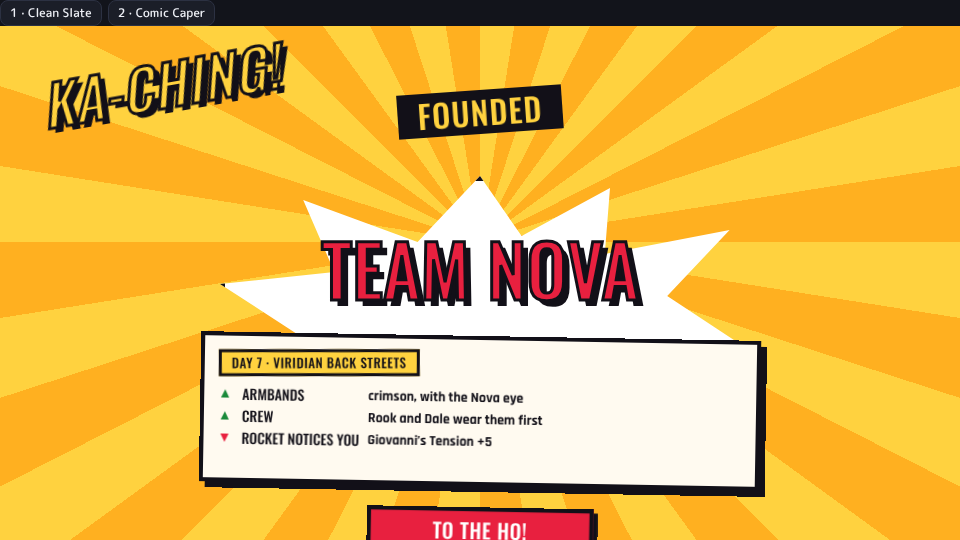 1 · Clean Slate
2 · Comic Caper
KA-CHING!
FOUNDED
TEAM NOVA
DAY 7 · VIRIDIAN BACK STREETS
▲ ARMBANDS crimson, with the Nova eye
▲ CREW Rook and Dale wear them first
▼ ROCKET NOTICES YOU Giovanni's Tension +5
TO THE HQ!